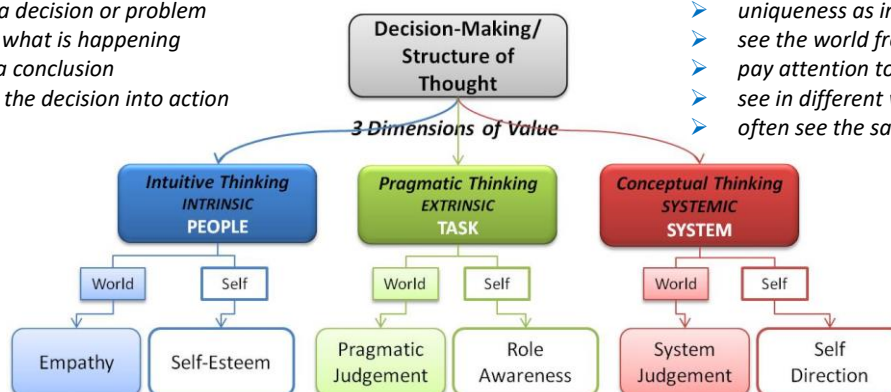 a decision or problem
what is happening
a conclusion
the decision into action
uniqueness as in
see the world fr
pay attention to
see in different
often see the sa
Decision-Making/
Structure of
Thought
3 Dimensions of Value
Intuitive Thinking
INTRINSIC
PEOPLE
Pragmatic Thinking
EXTRINSIC
TASK
Conceptual Thinking
SYSTEMIC
SYSTEM
World
Self
World
Self
World
Self
Empathy
Self-Esteem
Pragmatic
Judgement
Role
Awareness
System
Judgement
Self
Direction